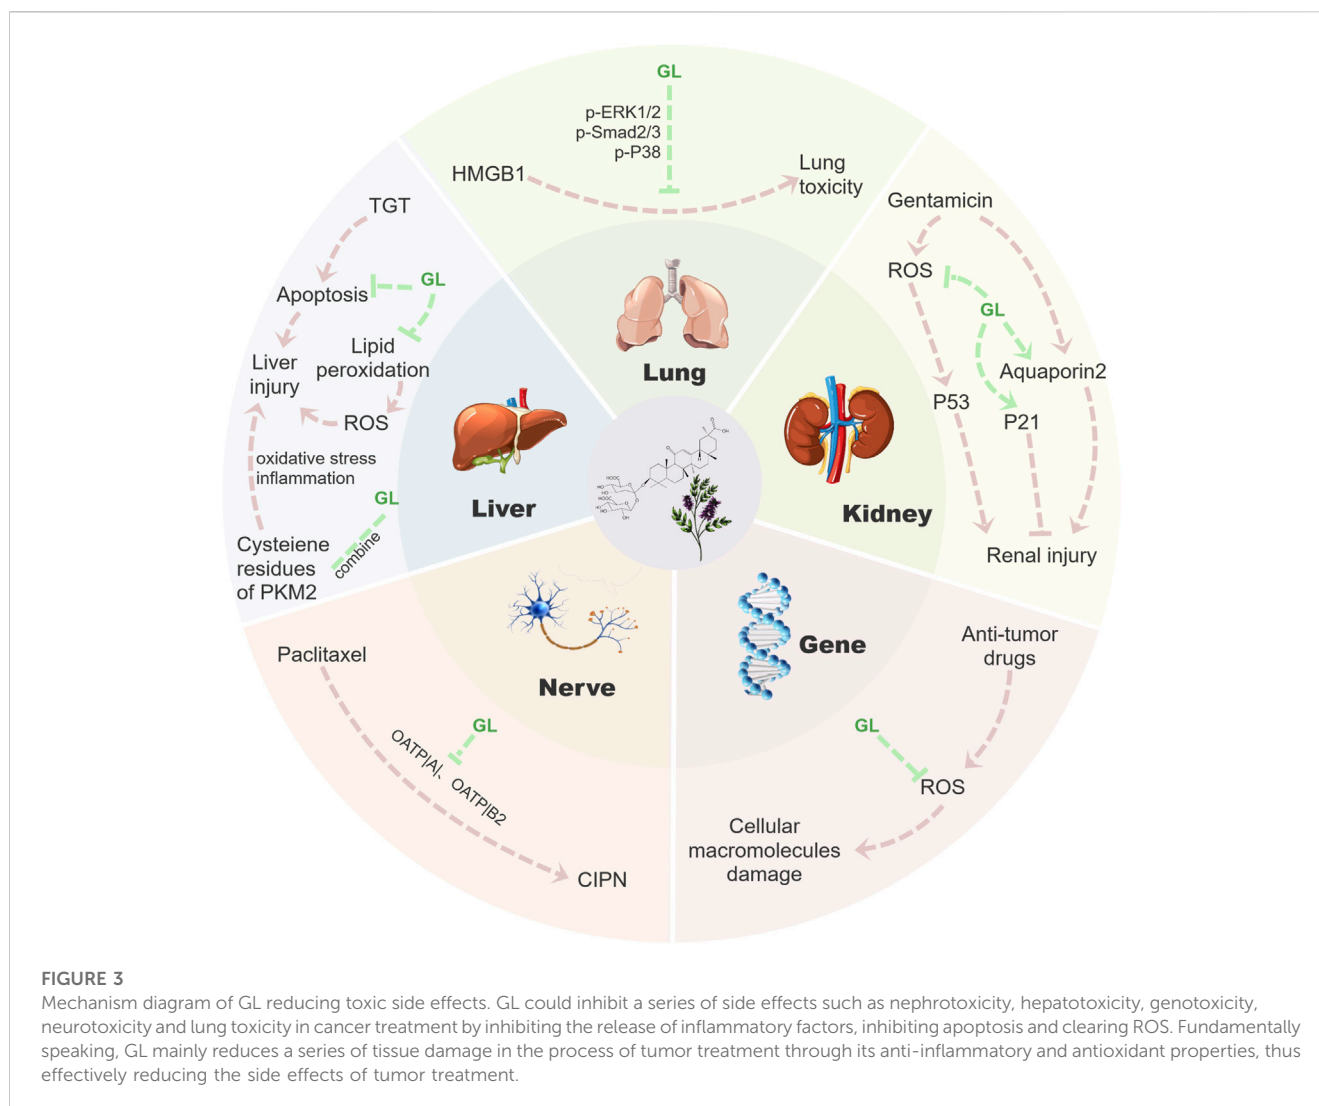 GL
p-ERK1/2
p-Smad2/3
p-P38
HMGB1
Lung
toxicity
Lung
Gentamicin
ROS
GL
Aquaporin2
P53
P21
Renal injury
Kidney
TGT
GL
Apoptosis
Lipid
peroxidation
Liver
injury
ROS
oxidative stress
inflammation
GL
combine
Cysteiene
residues
of PKM2
Liver
Nerve
Paclitaxel
GL
OATP|A|、
OATP|B2
CIPN
Gene
Anti-tumor
drugs
GL
ROS
Cellular
macromolecules
damage
FIGURE 3
Mechanism diagram of GL reducing toxic side effects. GL could inhibit a series of side effects such as nephrotoxicity, hepatotoxicity, genotoxicity,
neurotoxicity and lung toxicity in cancer treatment by inhibiting the release of inflammatory factors, inhibiting apoptosis and clearing ROS. Fundamentally
speaking, GL mainly reduces a series of tissue damage in the process of tumor treatment through its anti-inflammatory and antioxidant properties, thus
effectively reducing the side effects of tumor treatment.